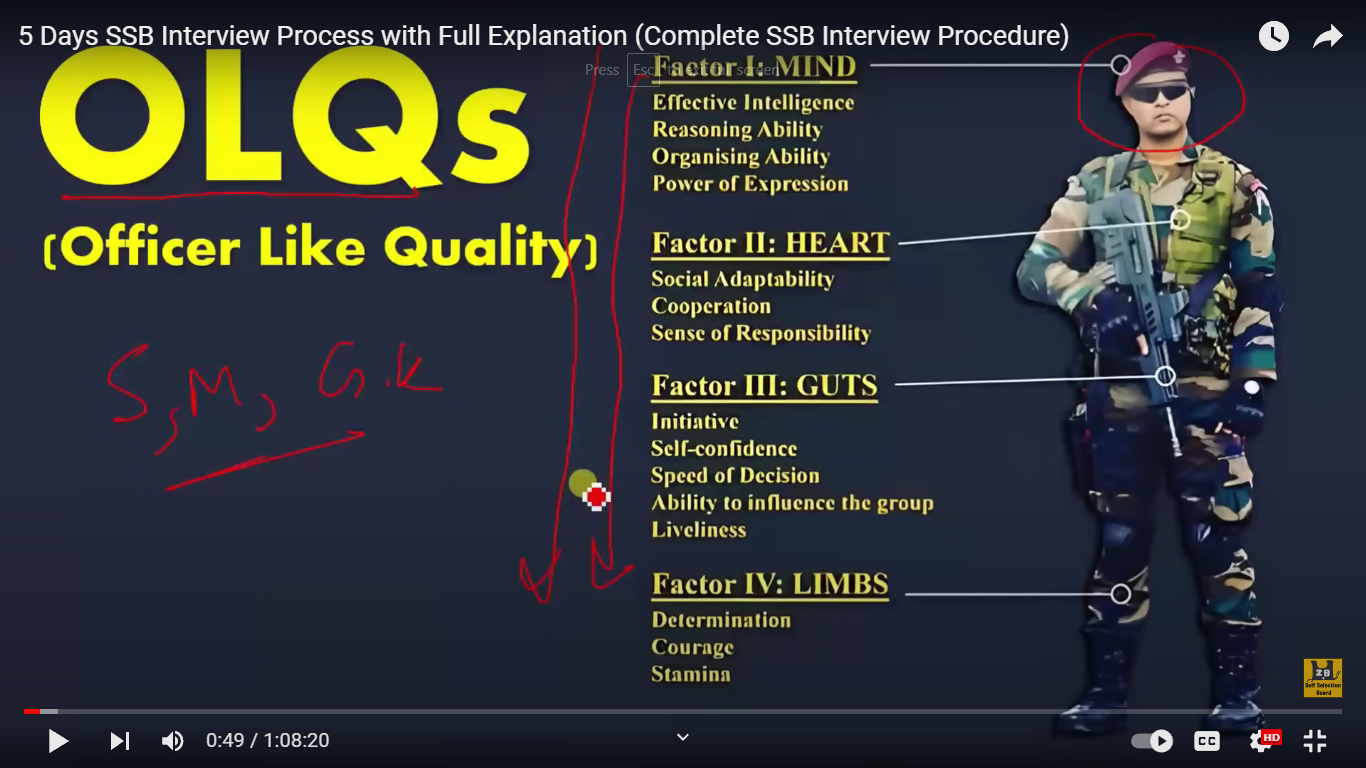 5 Days SSB Interview Process with Full Explanation (Complete SSB Interview Procedure)
OLQs
(Officer Like Quality)
S, M, G.K
Press Esc to exit full screen
Factor I: MIND
Effective Intelligence
Reasoning Ability
Organising Ability
Power of Expression
Factor II: HEART
Social Adaptability
Cooperation
Sense of Responsibility
Factor III: GUTS
Initiative
Self-confidence
Speed of Decision
Ability to influence the group
Liveliness
Factor IV: LIMBS
Determination
Courage
Stamina
Self Selection
Board
0:49 / 1:08:20
CC
HD